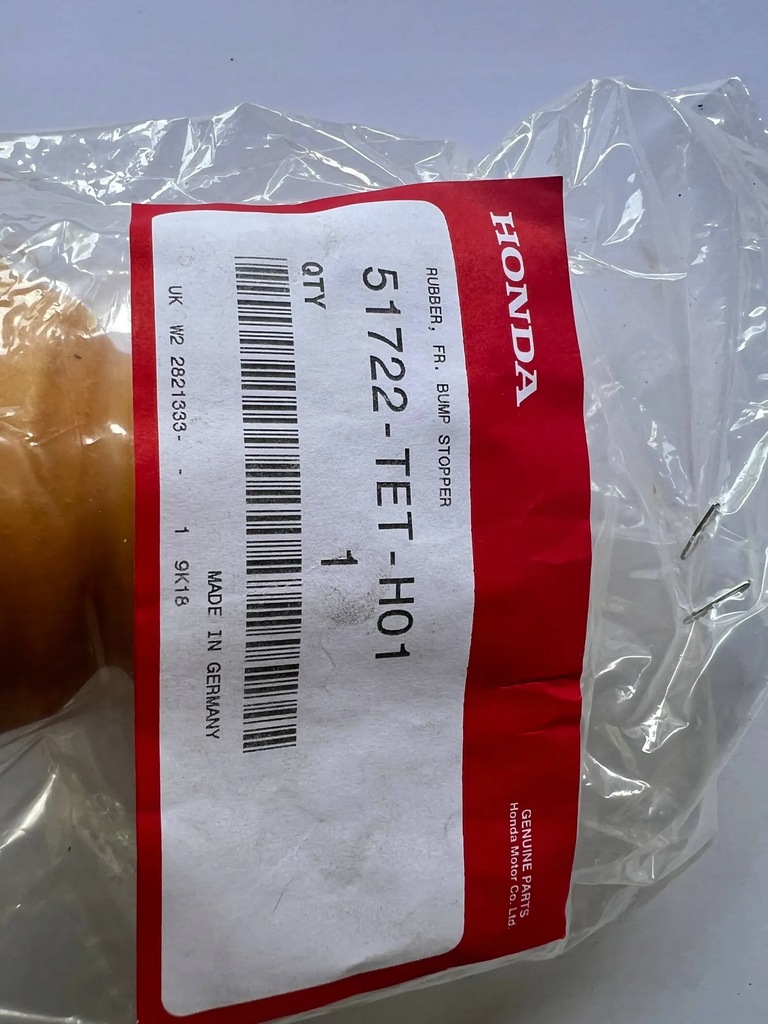 HONDA
GENUINE PARTS
Honda Motor Co. Ltd.
RUBBER, FR. BUMP STOPPER
51722-TET-H01
QTY 1
MADE IN GERMANY
UK W2 2821333- - 1 9K18